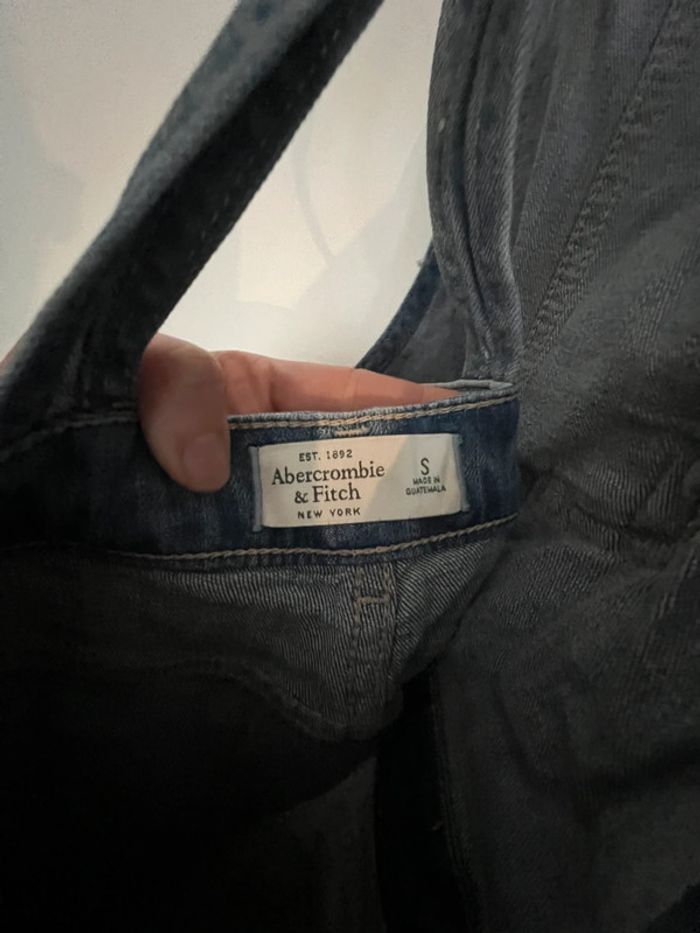 EST. 1892
Abercrombie
& Fitch
NEW YORK
S
MADE IN
GUATEMALA